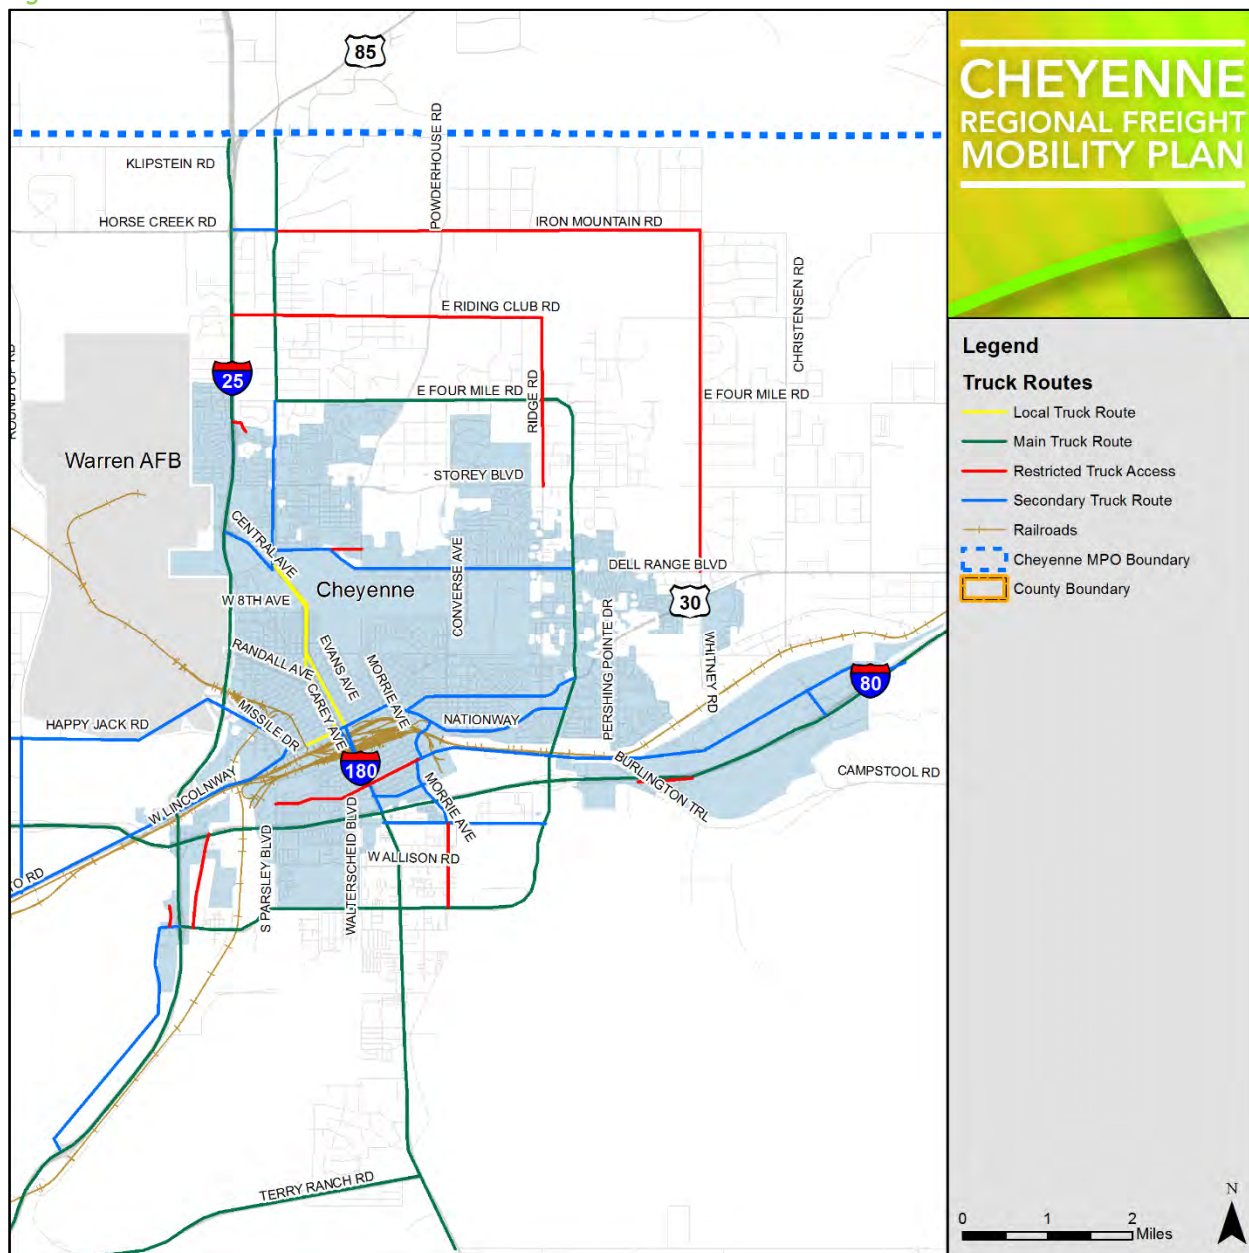 85
KLIPSTEIN RD
POWDERHOUSE RD
HORSE CREEK RD
IRON MOUNTAIN RD
CHRISTENSEN RD
E RIDING CLUB RD
25
E FOUR MILE RD
RIDGE RD
E FOUR MILE RD
Warren AFB
STOREY BLVD
CENTRAL AVE
Cheyenne
CONVERSE AVE
DELL RANGE BLVD
W 8TH AVE
30
EVANS AVE
MORRIE AVE
PERSHING POINTE DR
WHITNEY RD
RANDALL AVE
CAREY AVE
80
HAPPY JACK RD
MISSILE DR
NATIONWAY
180
BURLINGTON TRL
CAMPSTOOL RD
W LINCOLNWAY
MORRIE AVE
W ALLISON RD
S PARSLEY BLVD
WALTERSCHEID BLVD
TERRY RANCH RD
CHEYENNE
REGIONAL FREIGHT
MOBILITY PLAN
Legend
Truck Routes
Local Truck Route
Main Truck Route
Restricted Truck Access
Secondary Truck Route
Railroads
Cheyenne MPO Boundary
County Boundary
N
0 1 2
Miles